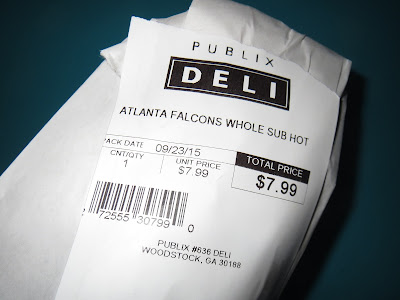 PUBLIX
DELI
ATLANTA FALCONS WHOLE SUB HOT
PACK DATE 09/23/15
CNT/QTY UNIT PRICE TOTAL PRICE
1 $7.99 $7.99
72555 30799 0
PUBLIX #636 DELI
WOODSTOCK, GA 30188